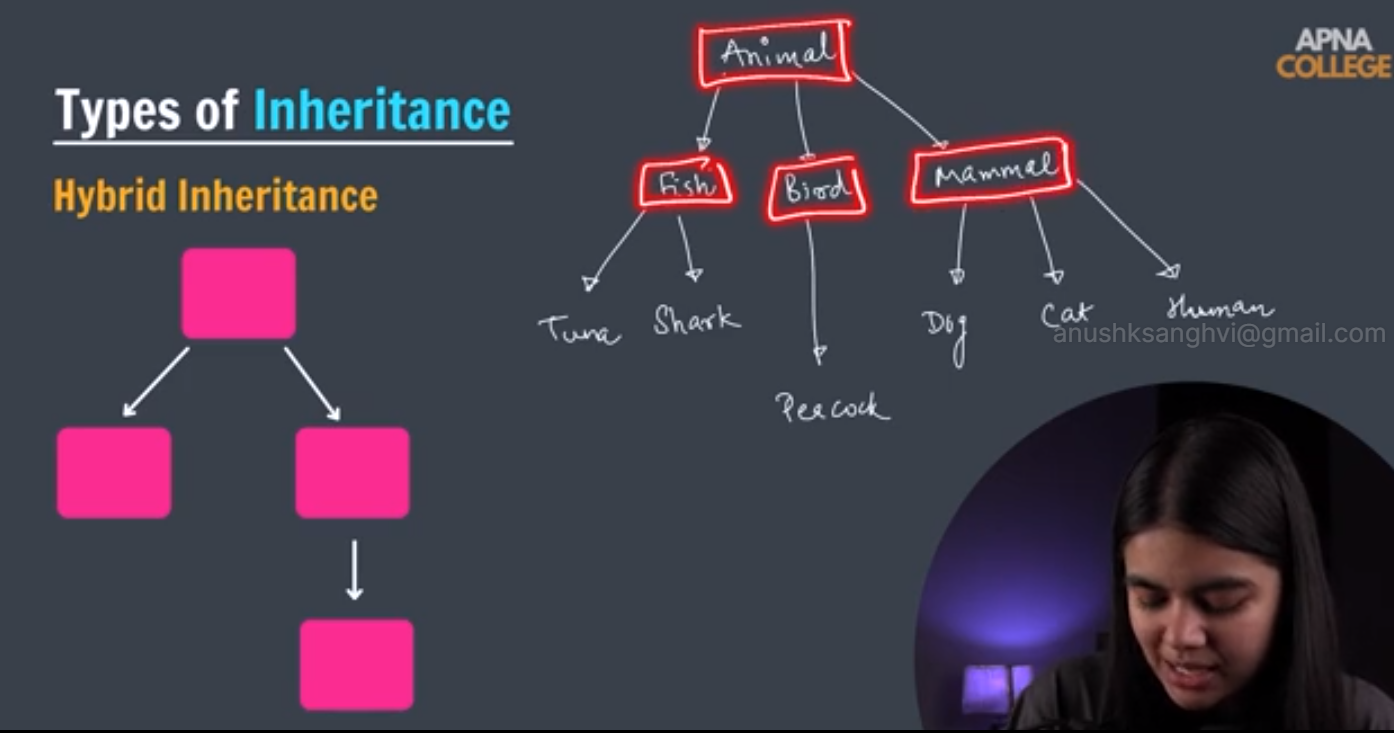 APNA
COLLEGE
Types of Inheritance
Hybrid Inheritance
Animal
Fish Bird Mammal
Tuna Shark Dog Cat Human
anushksanghvi@gmail.com
Peacock